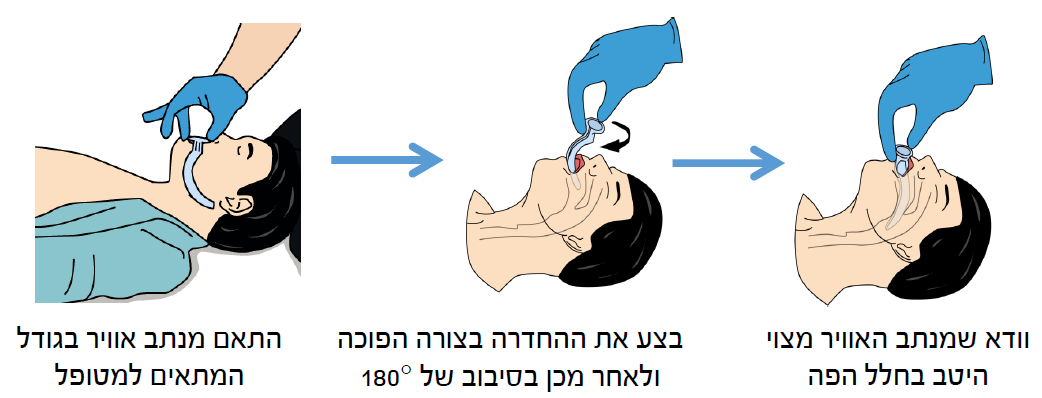 התאם מנתב אוויר בגודל
המתאים למטופל
בצע את ההחדרה בצורה הפוכה
ולאחר מכן בסיבוב של 180°
וודא שמנתב האוויר מצוי
היטב בחלל הפה